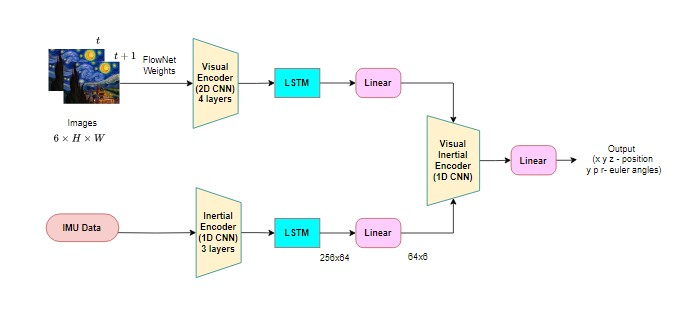 t
t + 1
FlowNet
Weights
Images
6 × H × W
Visual
Encoder
(2D CNN)
4 layers
LSTM
Linear
Visual
Inertial
Encoder
(1D CNN)
Linear
Output
(x y z - position
y p r- euler angles)
IMU Data
Inertial
Encoder
(1D CNN)
3 layers
LSTM
256x64
Linear
64x6